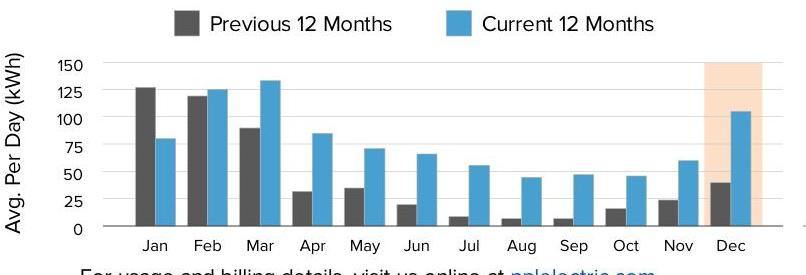 Previous 12 Months Current 12 Months
Avg. Per Day (kWh)
150
125
100
75
50
25
0
Jan Feb Mar Apr May Jun Jul Aug Sep Oct Nov Dec
For usage and billing details, visit us online at pplelectric.com